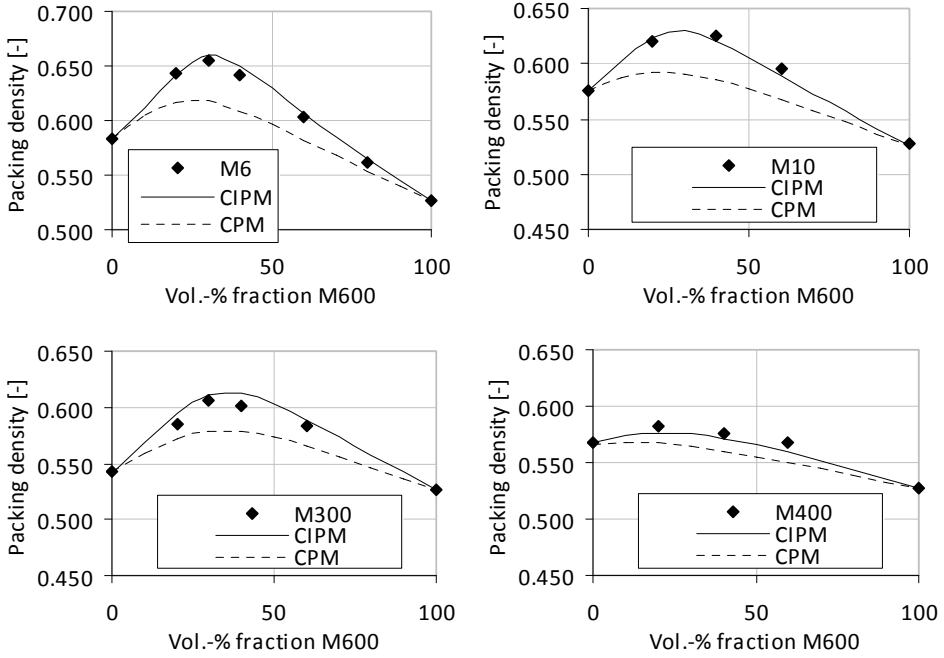 Packing density [-]
0.700
0.650
0.600
0.550
0.500
M6
CIPM
CPM
0 50 100
Vol.-% fraction M600
Packing density [-]
0.650
0.600
0.550
0.500
0.450
M10
CIPM
CPM
0 50 100
Vol.-% fraction M600
Packing density [-]
0.650
0.600
0.550
0.500
0.450
M300
CIPM
CPM
0 50 100
Vol.-% fraction M600
Packing density [-]
0.650
0.600
0.550
0.500
0.450
M400
CIPM
CPM
0 50 100
Vol.-% fraction M600